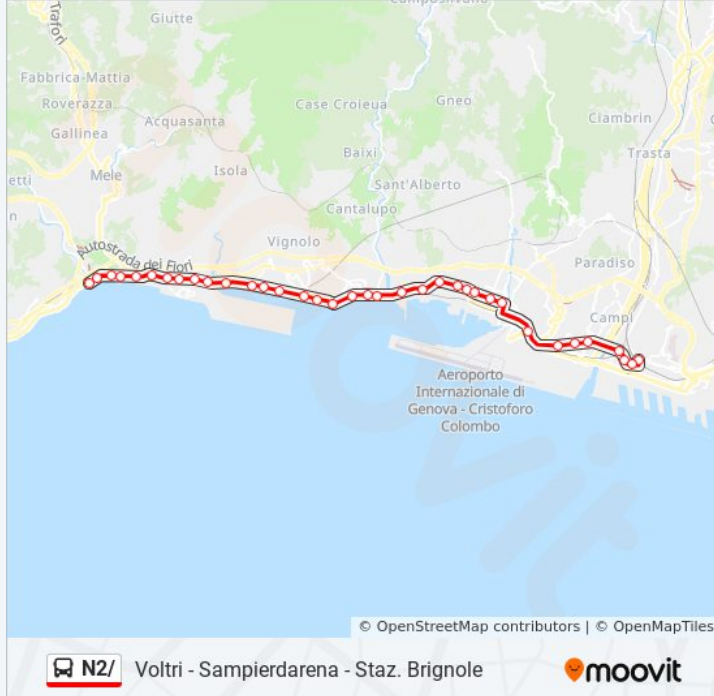 Giutte
Trafori
Fabbrica-Mattia
Roverazza
Case Croieua
Gneo
Acquasanta
Ciambrin
Gallinea
Baixi
Trasta
Isola
Mele
Sant'Alberto
Cantalupo
Vignolo
Autostrada dei Fiori
Paradiso
Campi
Aeroporto
Internazionale di
Genova - Cristoforo
Colombo
© OpenStreetMap contributors | © OpenMapTiles
N2/ Voltri - Sampierdarena - Staz. Brignole
moovit